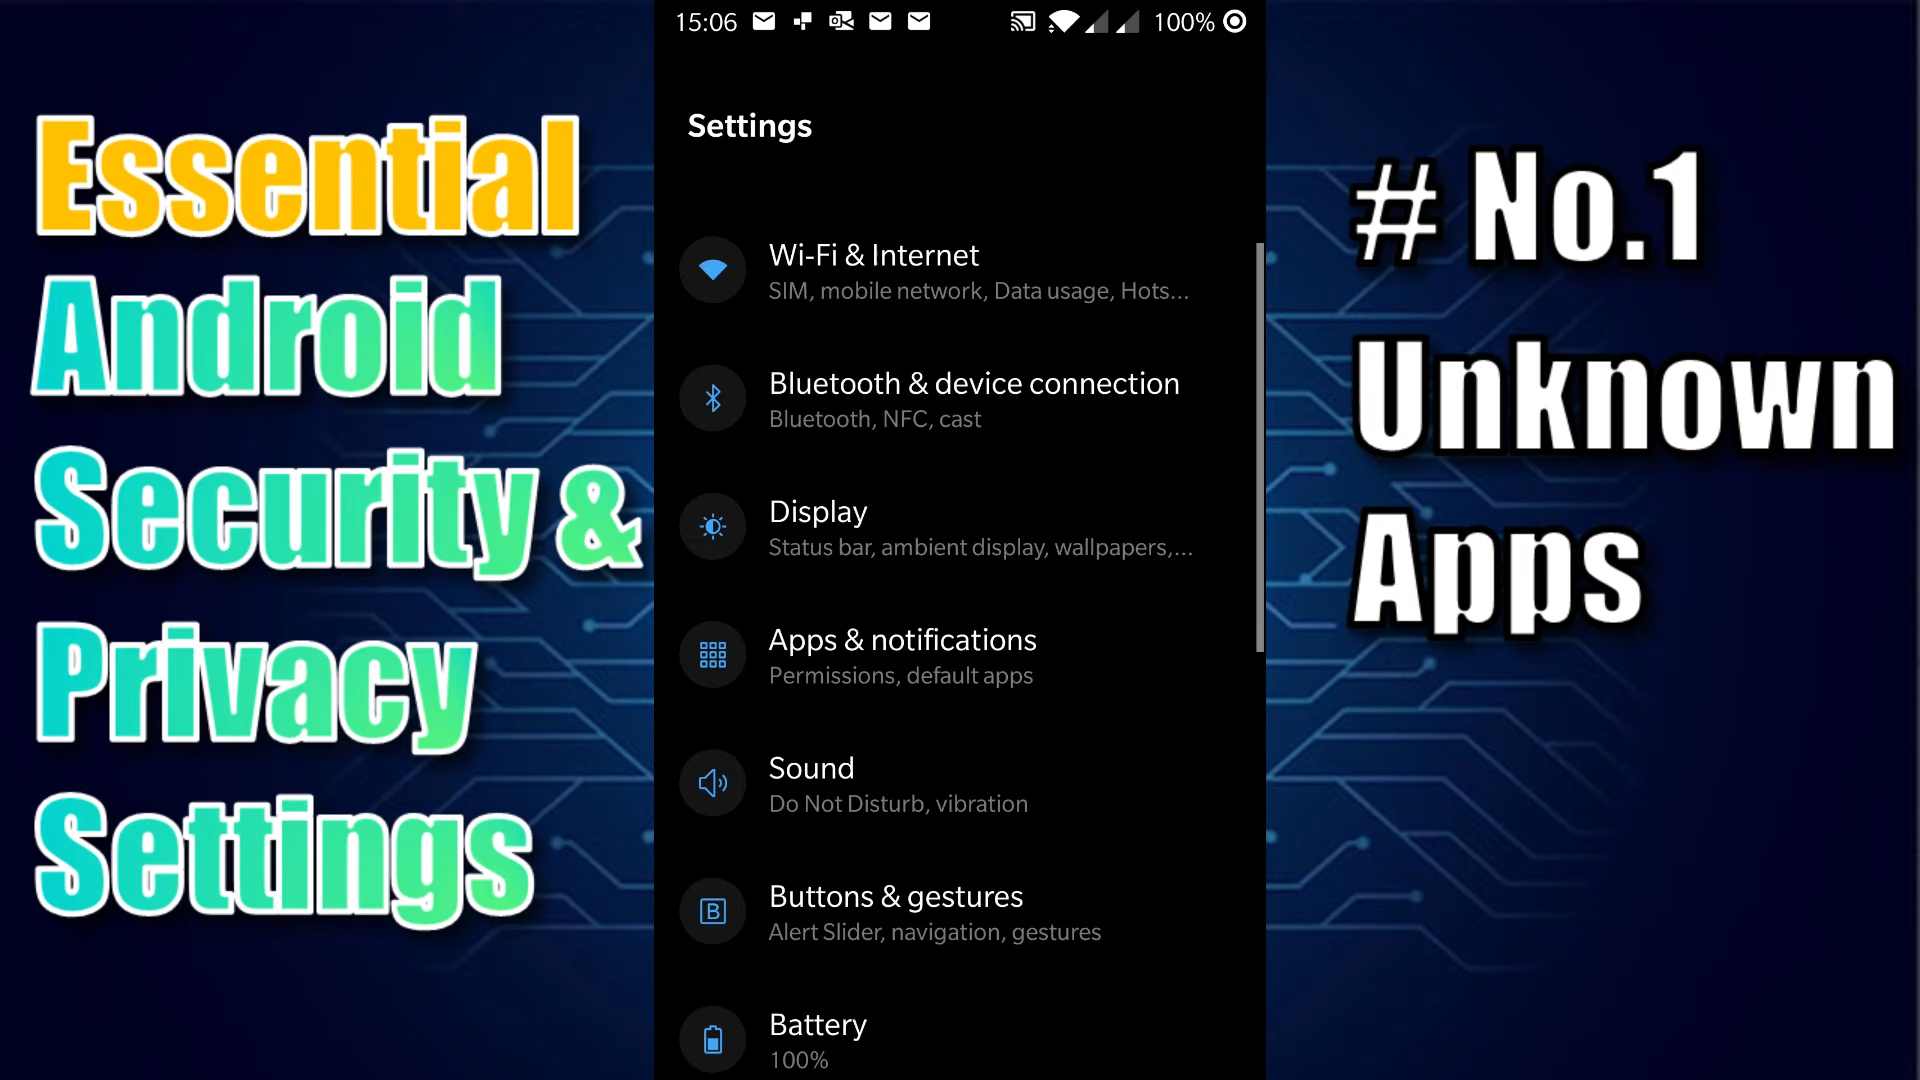 Essential
Android
Security &
Privacy
Settings
15:06
100%
Settings
Wi-Fi & Internet
SIM, mobile network, Data usage, Hots...
Bluetooth & device connection
Bluetooth, NFC, cast
Display
Status bar, ambient display, wallpapers,...
Apps & notifications
Permissions, default apps
Sound
Do Not Disturb, vibration
B
Buttons & gestures
Alert Slider, navigation, gestures
Battery
100%
# No.1
Unknown
Apps